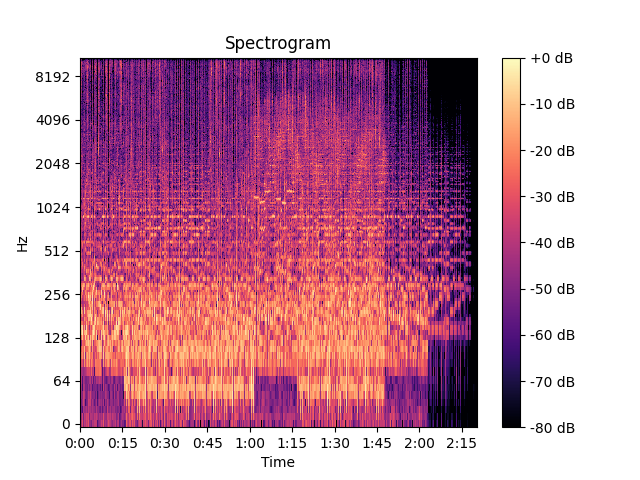 Spectrogram
Hz
8192
4096
2048
1024
512
256
128
64
0
0:00 0:15 0:30 0:45 1:00 1:15 1:30 1:45 2:00 2:15
Time
+0 dB
-10 dB
-20 dB
-30 dB
-40 dB
-50 dB
-60 dB
-70 dB
-80 dB